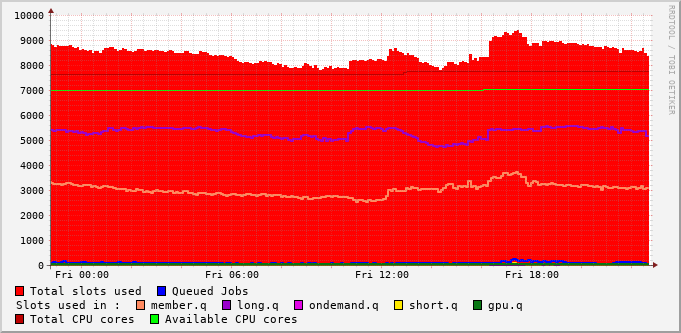 10000
9000
8000
7000
6000
5000
4000
3000
2000
1000
0
Fri 00:00 Fri 06:00 Fri 12:00 Fri 18:00
RRDTOOL / TOBI OETIKER
Total slots used Queued Jobs
Slots used in : member.q long.q ondemand.q short.q gpu.q
Total CPU cores Available CPU cores